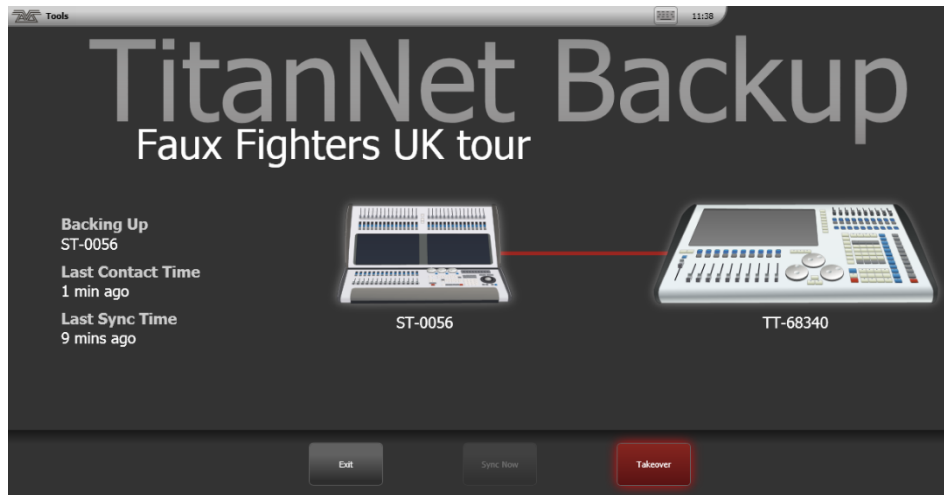 Tools
11:38
TitanNet Backup
Faux Fighters UK tour
Backing Up
ST-0056
Last Contact Time
1 min ago
Last Sync Time
9 mins ago
ST-0056
TT-68340
Exit
Sync Now
Takeover